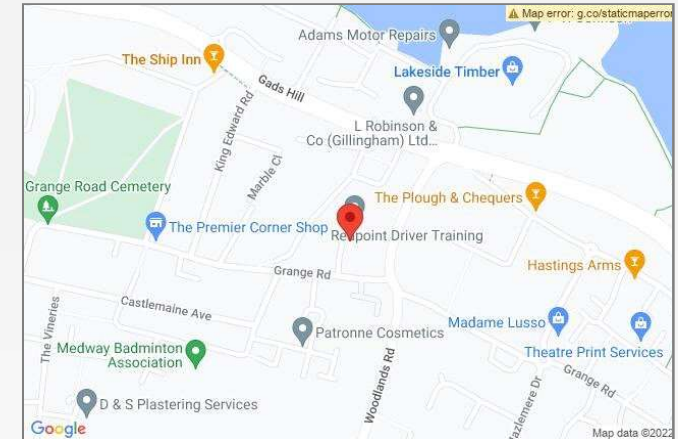 Map error: g.co/staticmaperror
Adams Motor Repairs
The Ship Inn
Lakeside Timber
Gads Hill
King Edward Rd
L Robinson &
Co (Gillingham) Ltd...
Marble Cl
Grange Road Cemetery
The Plough & Chequers
The Premier Corner Shop
Redpoint Driver Training
Hastings Arms
Grange Rd
Castlemaine Ave
The Vineries
Patronne Cosmetics
Madame Lusso
Medway Badminton
Association
Theatre Print Services
Woodlands Rd
Grange Rd
Hazlemere Dr
D & S Plastering Services
Google
Map data ©2022